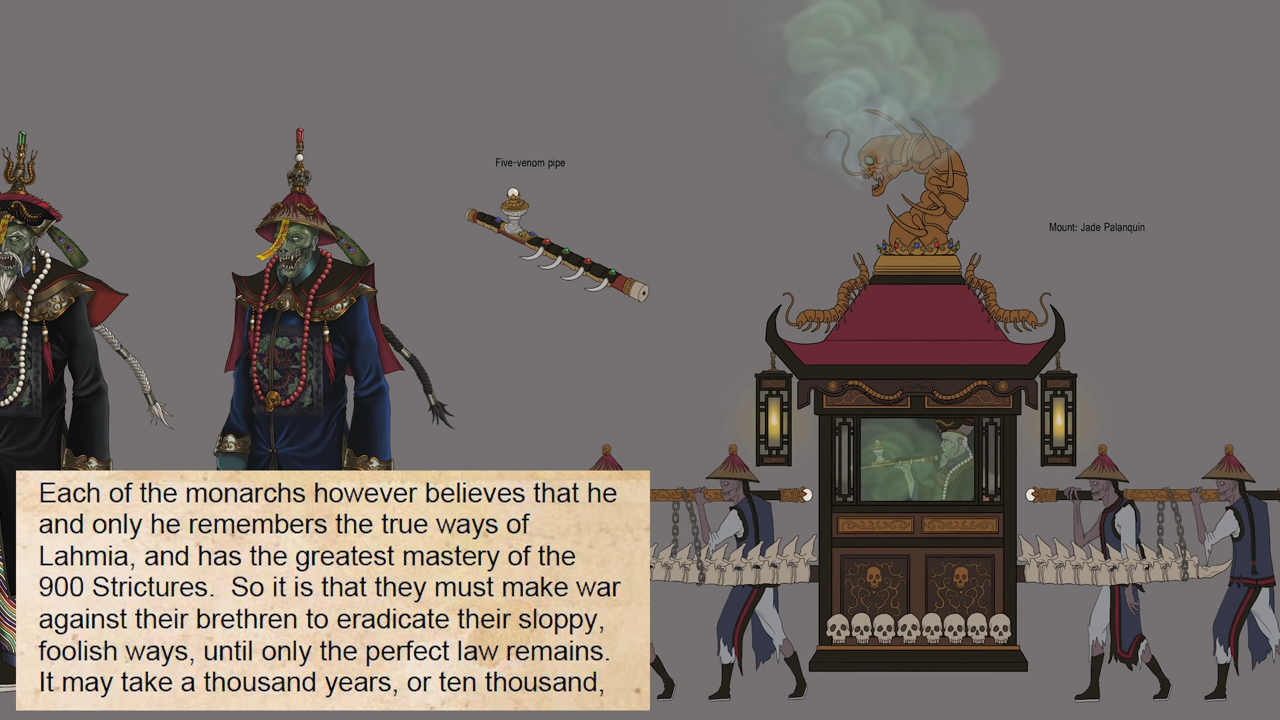 Five-venom pipe
Mount: Jade Palanquin
Each of the monarchs however believes that he
and only he remembers the true ways of
Lahmia, and has the greatest mastery of the
900 Strictures.  So it is that they must make war
against their brethren to eradicate their sloppy,
foolish ways, until only the perfect law remains.
It may take a thousand years, or ten thousand,